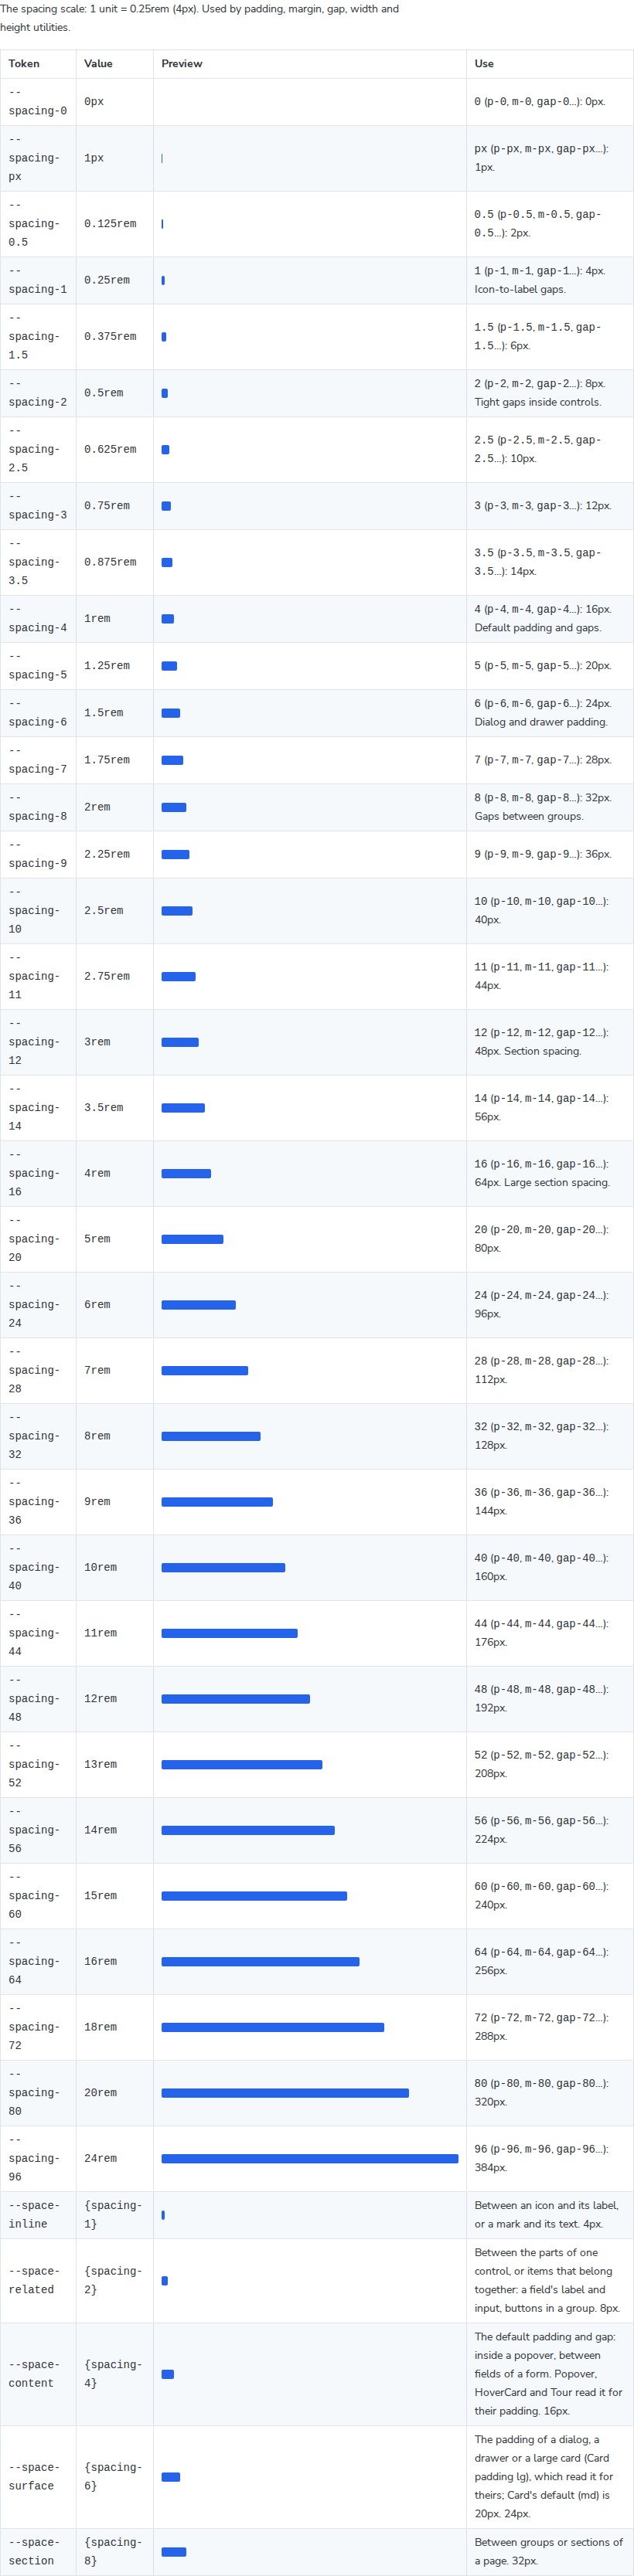 The spacing scale: 1 unit = 0.25rem (4px). Used by padding, margin, gap, width and
height utilities.
Token Value Preview Use
--spacing-0 0px 0 (p-0, m-0, gap-0…): 0px.
--spacing-px 1px px (p-px, m-px, gap-px…): 1px.
--spacing-0.5 0.125rem 0.5 (p-0.5, m-0.5, gap-0.5…): 2px.
--spacing-1 0.25rem 1 (p-1, m-1, gap-1…): 4px. Icon-to-label gaps.
--spacing-1.5 0.375rem 1.5 (p-1.5, m-1.5, gap-1.5…): 6px.
--spacing-2 0.5rem 2 (p-2, m-2, gap-2…): 8px. Tight gaps inside controls.
--spacing-2.5 0.625rem 2.5 (p-2.5, m-2.5, gap-2.5…): 10px.
--spacing-3 0.75rem 3 (p-3, m-3, gap-3…): 12px.
--spacing-3.5 0.875rem 3.5 (p-3.5, m-3.5, gap-3.5…): 14px.
--spacing-4 1rem 4 (p-4, m-4, gap-4…): 16px. Default padding and gaps.
--spacing-5 1.25rem 5 (p-5, m-5, gap-5…): 20px.
--spacing-6 1.5rem 6 (p-6, m-6, gap-6…): 24px. Dialog and drawer padding.
--spacing-7 1.75rem 7 (p-7, m-7, gap-7…): 28px.
--spacing-8 2rem 8 (p-8, m-8, gap-8…): 32px. Gaps between groups.
--spacing-9 2.25rem 9 (p-9, m-9, gap-9…): 36px.
--spacing-10 2.5rem 10 (p-10, m-10, gap-10…): 40px.
--spacing-11 2.75rem 11 (p-11, m-11, gap-11…): 44px.
--spacing-12 3rem 12 (p-12, m-12, gap-12…): 48px. Section spacing.
--spacing-14 3.5rem 14 (p-14, m-14, gap-14…): 56px.
--spacing-16 4rem 16 (p-16, m-16, gap-16…): 64px. Large section spacing.
--spacing-20 5rem 20 (p-20, m-20, gap-20…): 80px.
--spacing-24 6rem 24 (p-24, m-24, gap-24…): 96px.
--spacing-28 7rem 28 (p-28, m-28, gap-28…): 112px.
--spacing-32 8rem 32 (p-32, m-32, gap-32…): 128px.
--spacing-36 9rem 36 (p-36, m-36, gap-36…): 144px.
--spacing-40 10rem 40 (p-40, m-40, gap-40…): 160px.
--spacing-44 11rem 44 (p-44, m-44, gap-44…): 176px.
--spacing-48 12rem 48 (p-48, m-48, gap-48…): 192px.
--spacing-52 13rem 52 (p-52, m-52, gap-52…): 208px.
--spacing-56 14rem 56 (p-56, m-56, gap-56…): 224px.
--spacing-60 15rem 60 (p-60, m-60, gap-60…): 240px.
--spacing-64 16rem 64 (p-64, m-64, gap-64…): 256px.
--spacing-72 18rem 72 (p-72, m-72, gap-72…): 288px.
--spacing-80 20rem 80 (p-80, m-80, gap-80…): 320px.
--spacing-96 24rem 96 (p-96, m-96, gap-96…): 384px.
--space-inline {spacing-1} Between an icon and its label, or a mark and its text. 4px.
--space-related {spacing-2} Between the parts of one control, or items that belong together: a field's label and input, buttons in a group. 8px.
--space-content {spacing-4} The default padding and gap: inside a popover, between fields of a form. Popover, HoverCard and Tour read it for their padding. 16px.
--space-surface {spacing-6} The padding of a dialog, a drawer or a large card (Card padding lg), which read it for theirs; Card's default (md) is 20px. 24px.
--space-section {spacing-8} Between groups or sections of a page. 32px.